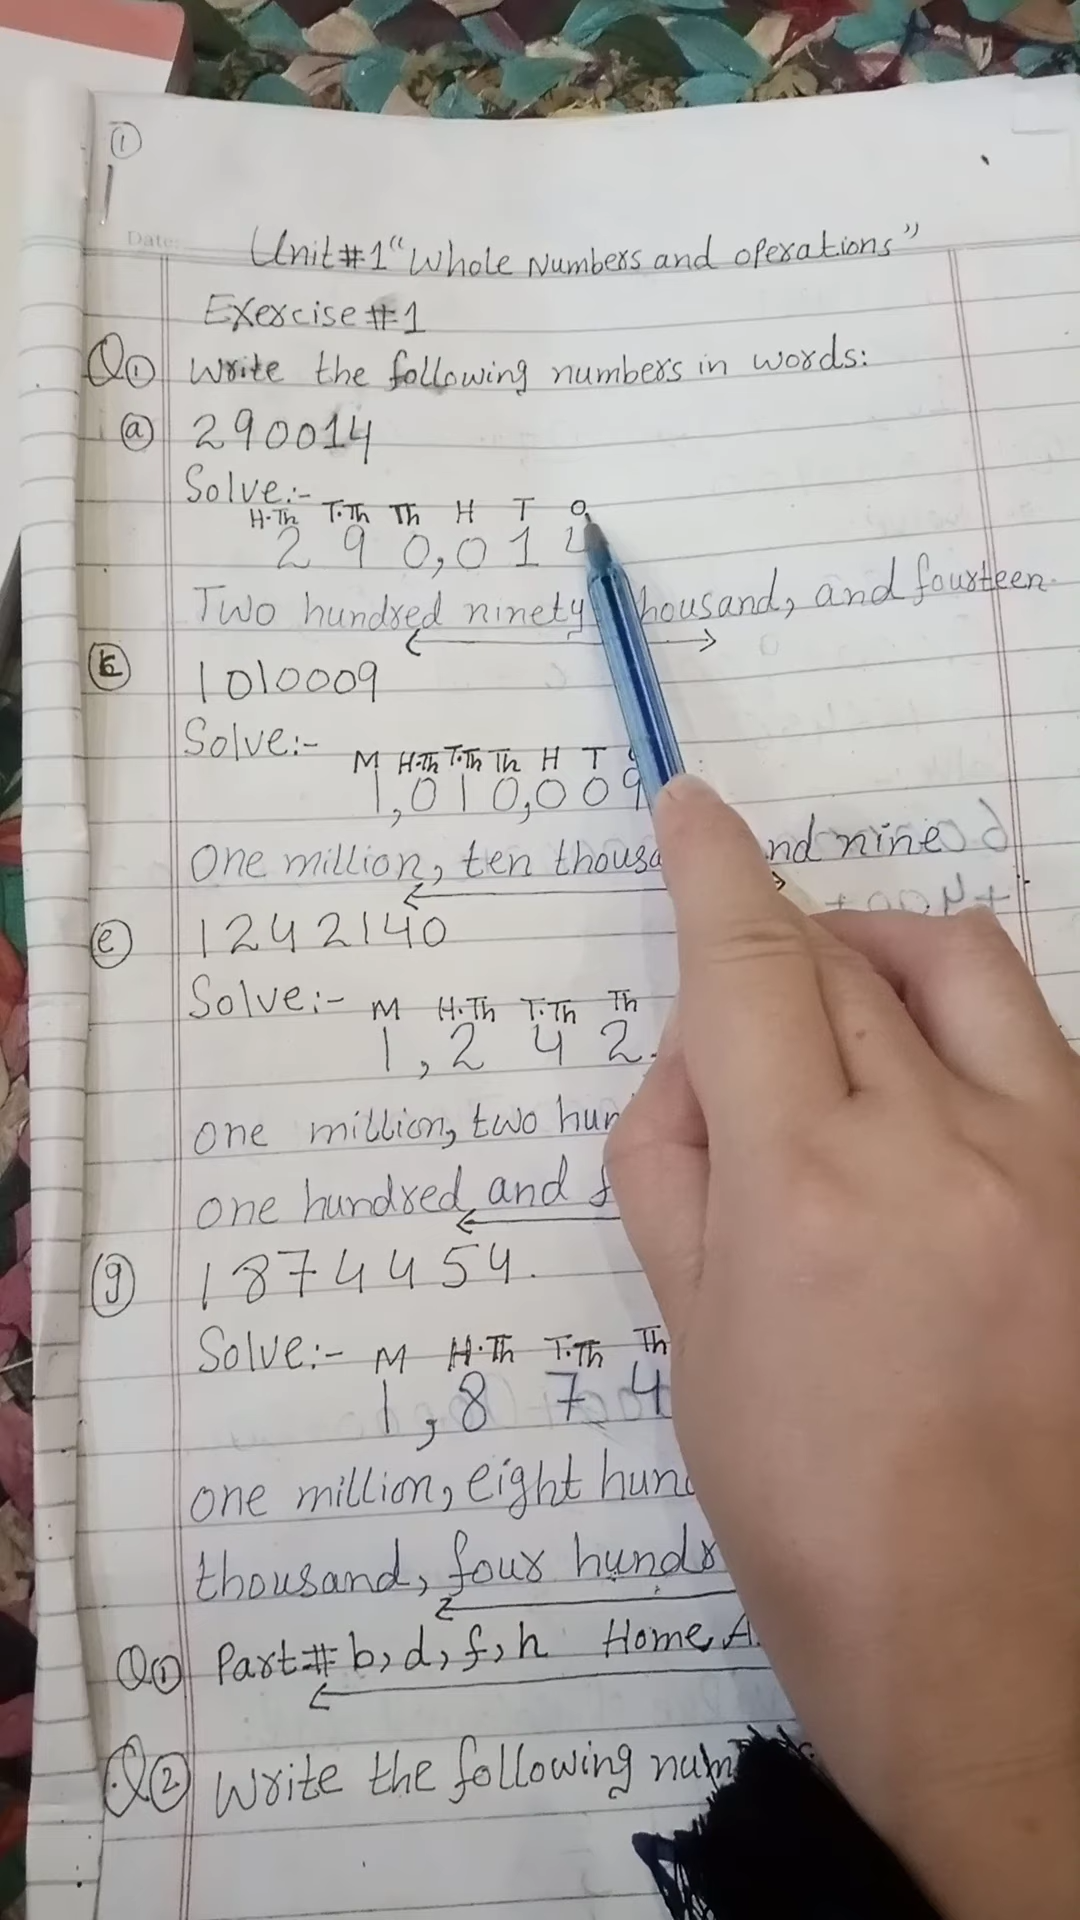 ①
Date:
Unit#1 "Whole Numbers and operations"
Exercise #1
Q① Write the following numbers in words:
ⓐ 290014
Solve:-
H.Th T.Th Th H T O
2 9 0,0 1
Two hundred ninety housand, and fourteen.
1010009
Solve:-
M H.Th T.Th Th H T
1,0 1 0,0 0 9
One million, ten thousa nd nine
ⓔ 1242140
Solve:- M H.Th T.Th Th
1, 2 4 2
one million, two hun
one hundred and f
ⓖ 1874454.
Solve:- M H.Th T.Th Th
1, 8 7 4
one million, eight hund
thousand, four hundr
Q① Part# b, d, f, h Home A.
Q② Write the following num